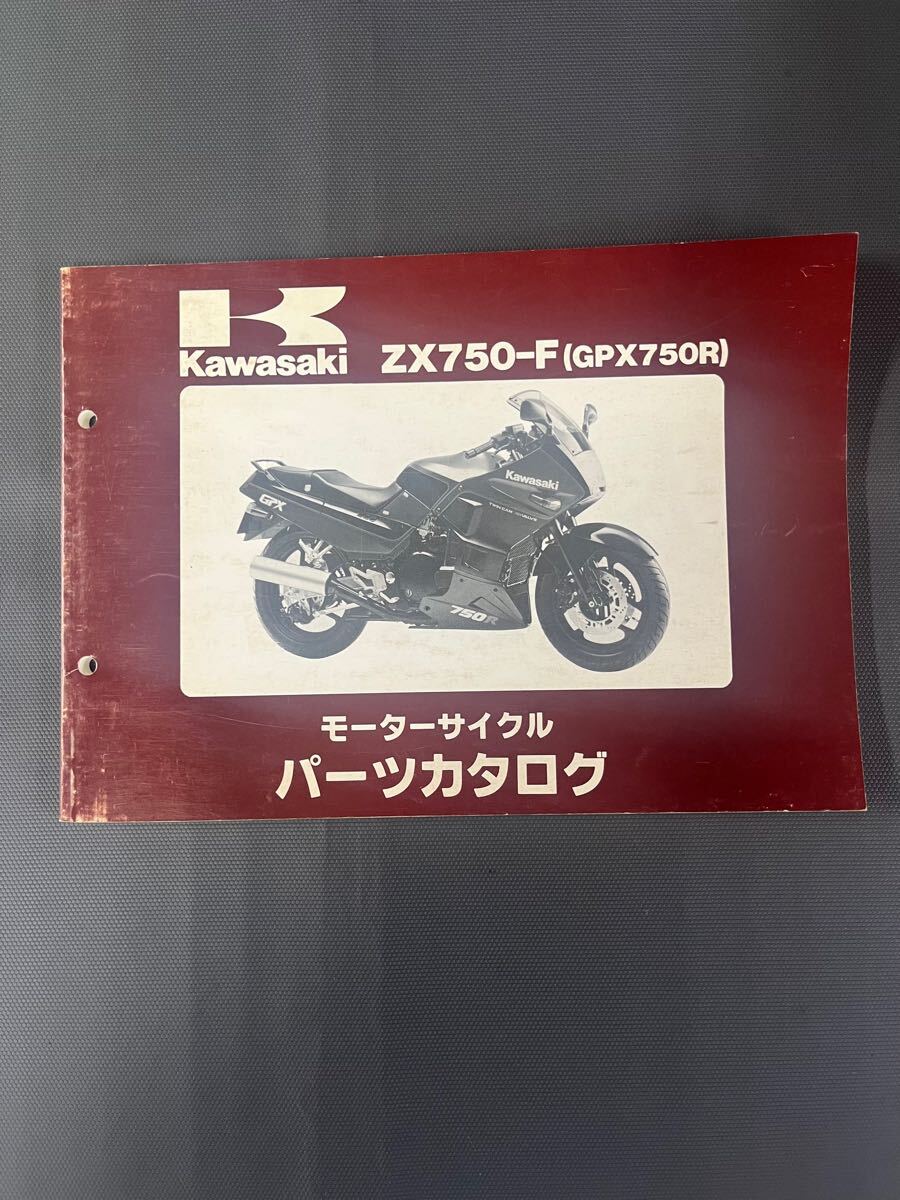 Kawasaki ZX750-F (GPX750R)
Kawasaki
GPX
750R
モーターサイクル
パーツカタログ